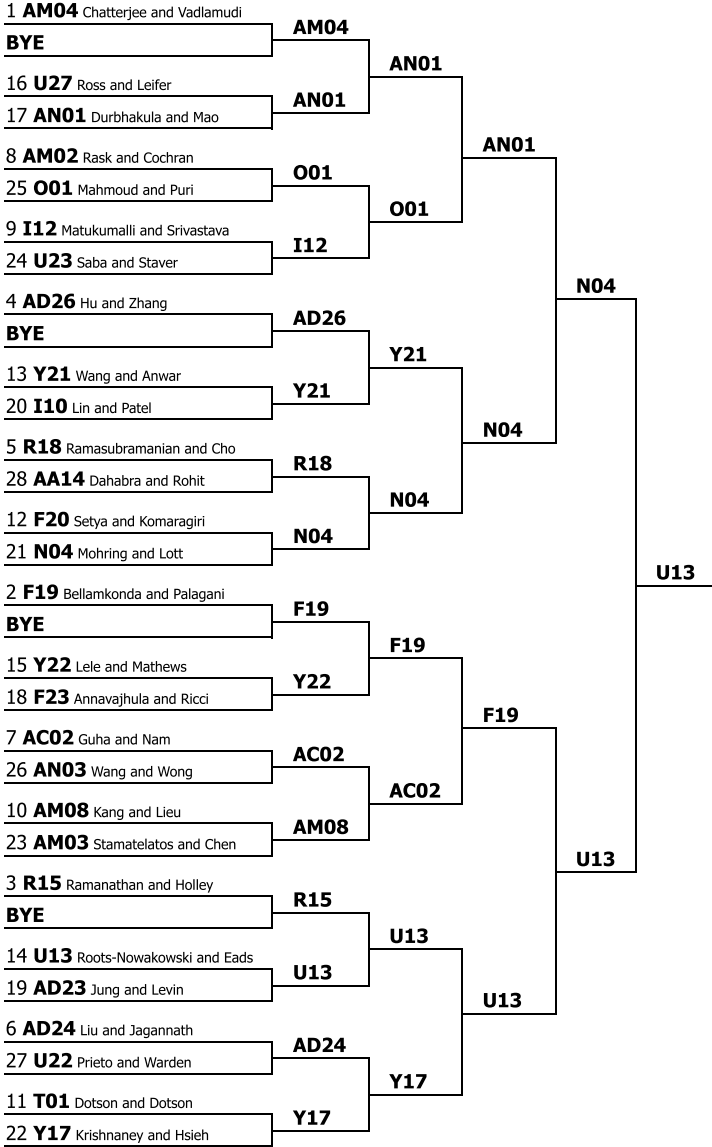 1 AM04 Chatterjee and Vadlamudi
BYE
16 U27 Ross and Leifer
17 AN01 Durbhakula and Mao
8 AM02 Rask and Cochran
25 O01 Mahmoud and Puri
9 I12 Matukumalli and Srivastava
24 U23 Saba and Staver
4 AD26 Hu and Zhang
BYE
13 Y21 Wang and Anwar
20 I10 Lin and Patel
5 R18 Ramasubramanian and Cho
28 AA14 Dahabra and Rohit
12 F20 Setya and Komaragiri
21 N04 Mohring and Lott
2 F19 Bellamkonda and Palagani
BYE
15 Y22 Lele and Mathews
18 F23 Annavajhula and Ricci
7 AC02 Guha and Nam
26 AN03 Wang and Wong
10 AM08 Kang and Lieu
23 AM03 Stamatelatos and Chen
3 R15 Ramanathan and Holley
BYE
14 U13 Roots-Nowakowski and Eads
19 AD23 Jung and Levin
6 AD24 Liu and Jagannath
27 U22 Prieto and Warden
11 T01 Dotson and Dotson
22 Y17 Krishnaney and Hsieh
AM04
AN01
O01
I12
AD26
Y21
R18
N04
F19
Y22
AC02
AM08
R15
U13
AD24
Y17
AN01
O01
Y21
N04
F19
AC02
U13
Y17
AN01
N04
F19
U13
N04
U13
U13